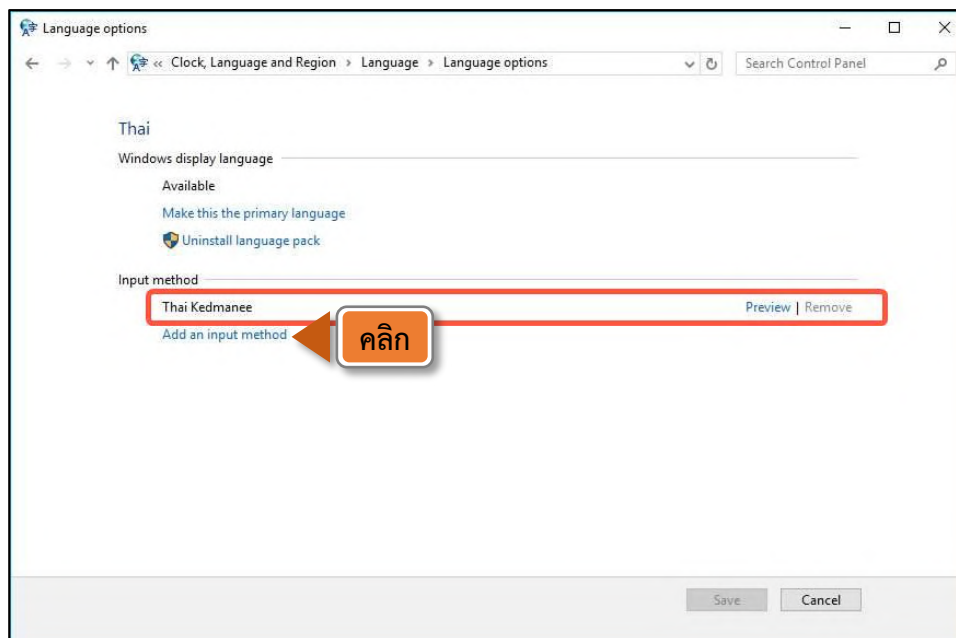 Language options
« Clock, Language and Region › Language › Language options
Search Control Panel
Thai
Windows display language
Available
Make this the primary language
Uninstall language pack
Input method
Thai Kedmanee Preview | Remove
Add an input method
คลิก
Save Cancel